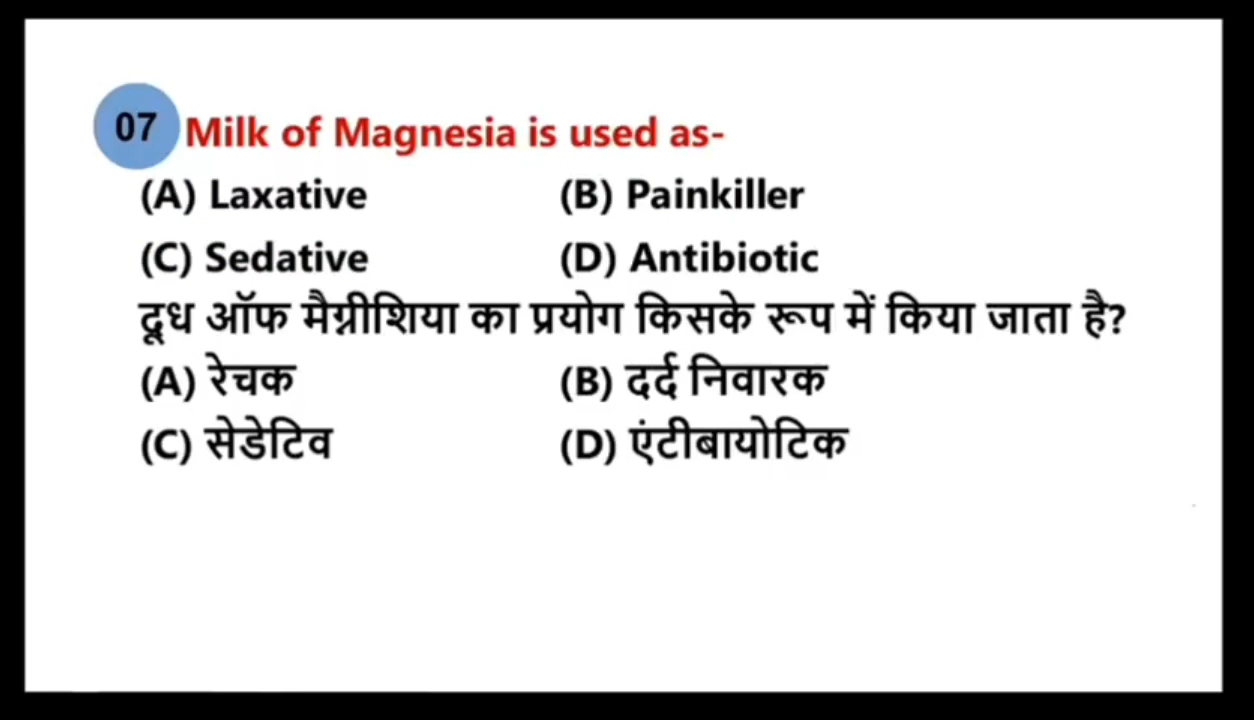 07 Milk of Magnesia is used as-
(A) Laxative (B) Painkiller
(C) Sedative (D) Antibiotic
दूध ऑफ मैग्नीशिया का प्रयोग किसके रूप में किया जाता है?
(A) रेचक (B) दर्द निवारक
(C) सेडेटिव (D) एंटीबायोटिक